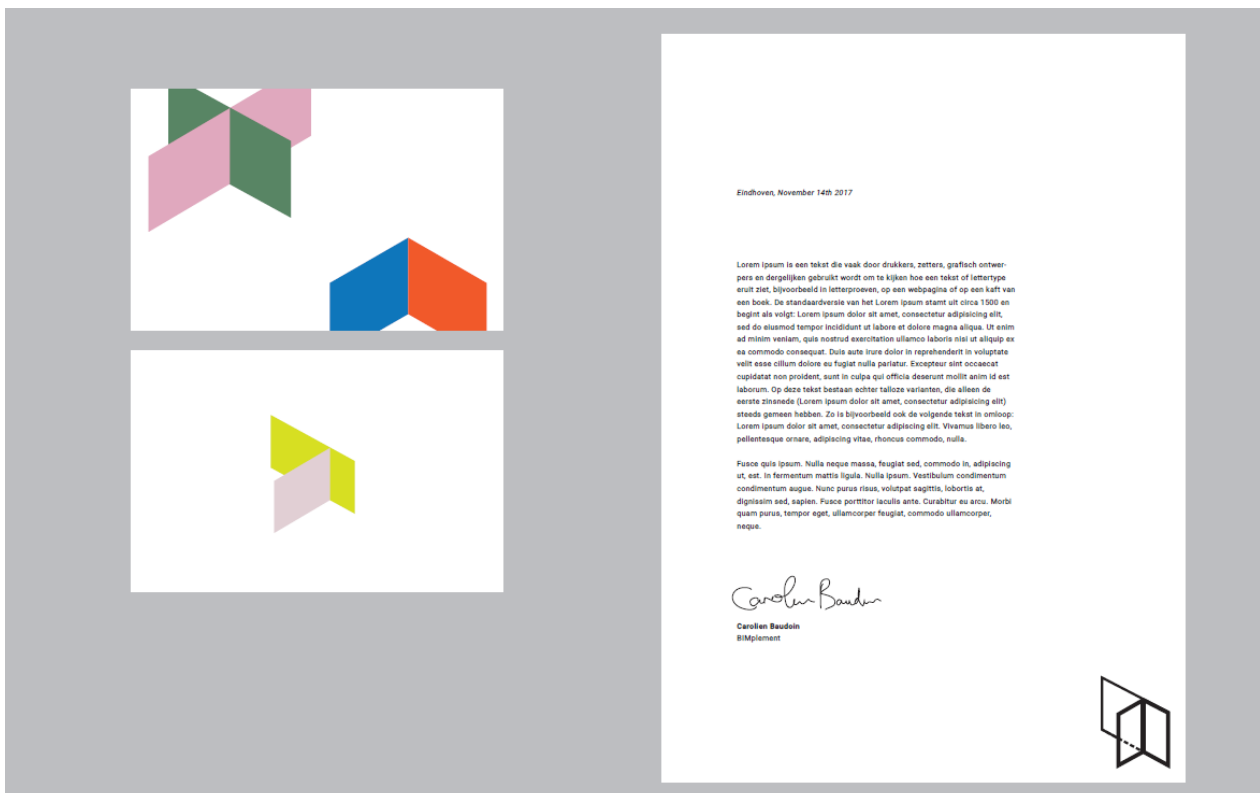 Eindhoven, November 14th 2017
Lorem ipsum is een tekst die vaak door drukkers, zetters, grafisch ontwer-
pers en dergelijken gebruikt wordt om te kijken hoe een tekst of lettertype
eruit ziet, bijvoorbeeld in letterproeven, op een webpagina of op een kaft van
een boek. De standaardversie van het Lorem ipsum stamt uit circa 1500 en
begint als volgt: Lorem ipsum dolor sit amet, consectetur adipisicing elit,
sed do eiusmod tempor incididunt ut labore et dolore magna aliqua. Ut enim
ad minim veniam, quis nostrud exercitation ullamco laboris nisi ut aliquip ex
ea commodo consequat. Duis aute irure dolor in reprehenderit in voluptate
velit esse cillum dolore eu fugiat nulla pariatur. Excepteur sint occaecat
cupidatat non proident, sunt in culpa qui officia deserunt mollit anim id est
laborum. Op deze tekst bestaan echter talloze varianten, die alleen de
eerste zinsnede (Lorem ipsum dolor sit amet, consectetur adipisicing elit)
steeds gemeen hebben. Zo is bijvoorbeeld ook de volgende tekst in omloop:
Lorem ipsum dolor sit amet, consectetur adipiscing elit. Vivamus libero leo,
pellentesque ornare, adipiscing vitae, rhoncus commodo, nulla.
Fusce quis ipsum. Nulla neque massa, feugiat sed, commodo in, adipiscing
ut, est. In fermentum mattis ligula. Nulla ipsum. Vestibulum condimentum
condimentum augue. Nunc purus risus, volutpat sagittis, lobortis at,
dignissim sed, sapien. Fusce porttitor iaculis ante. Curabitur eu arcu. Morbi
quam purus, tempor eget, ullamcorper feugiat, commodo ullamcorper,
neque.
Carolien Baudoin
Carolien Baudoin
BIMplement